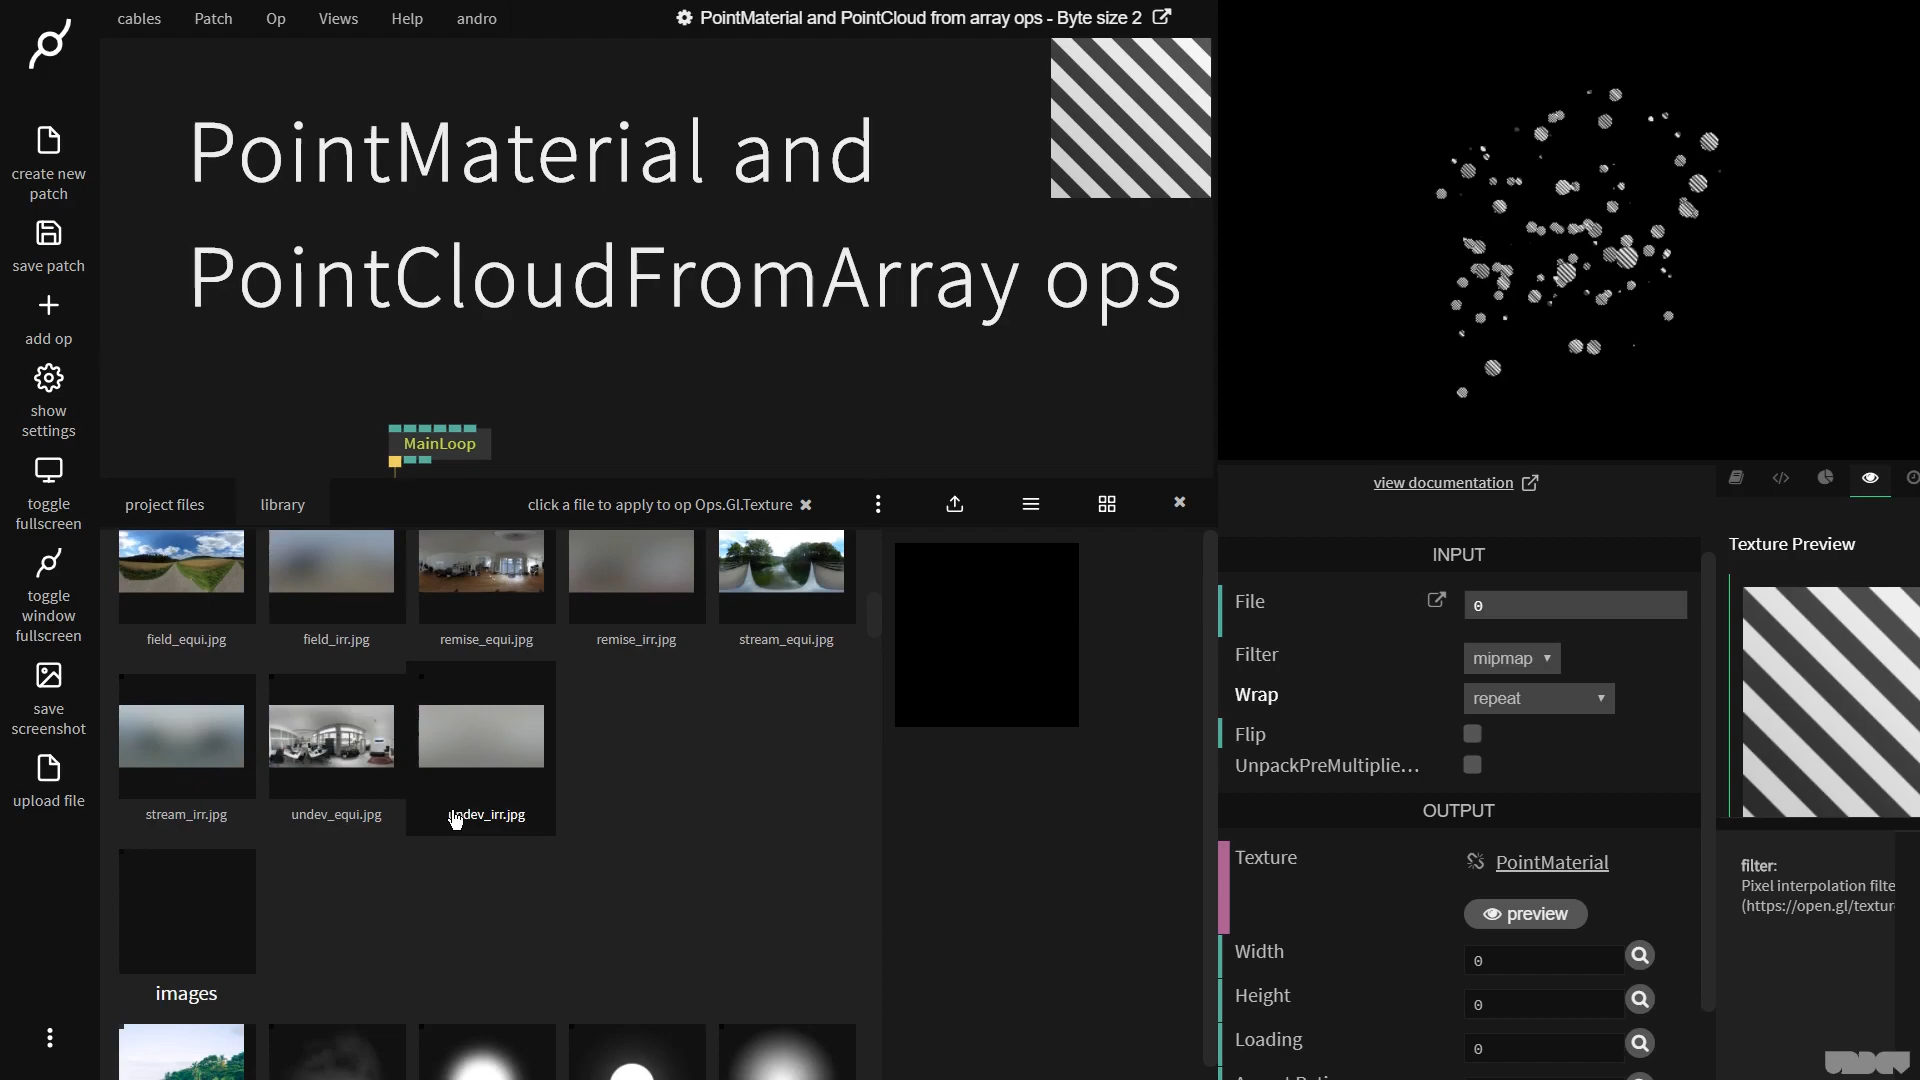 cables Patch Op Views Help andro
PointMaterial and PointCloud from array ops - Byte size 2
PointMaterial and
PointCloudFromArray ops
create new
patch
save patch
add op
show
settings
toggle
fullscreen
toggle
window
fullscreen
save
screenshot
upload file
MainLoop
project files library click a file to apply to op Ops.Gl.Texture
field_equi.jpg field_irr.jpg remise_equi.jpg remise_irr.jpg stream_equi.jpg
stream_irr.jpg undev_equi.jpg undev_irr.jpg
images
view documentation
INPUT
File 0
Filter mipmap
Wrap repeat
Flip
UnpackPreMultiplie...
OUTPUT
Texture PointMaterial
preview
Width 0
Height 0
Loading 0
Texture Preview
filter:
Pixel interpolation filte
(https://open.gl/textur
UNDEV